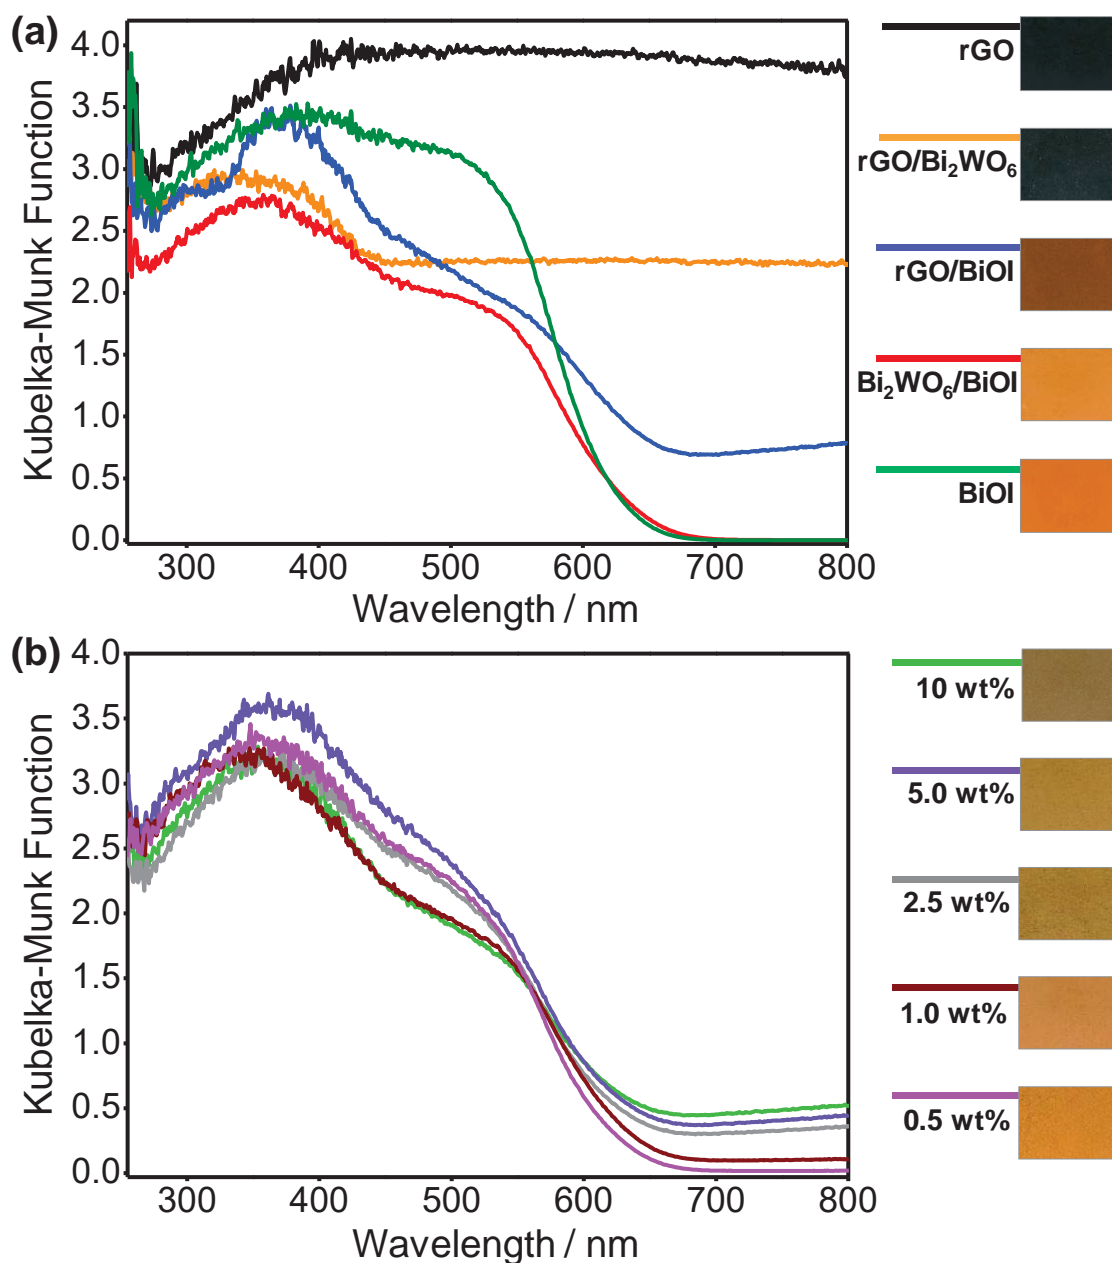 (a)
Kubelka-Munk Function
4.0
3.5
3.0
2.5
2.0
1.5
1.0
0.5
0.0
300 400 500 600 700 800
Wavelength / nm
rGO
rGO/Bi₂WO₆
rGO/BiOI
Bi₂WO₆/BiOI
BiOI
(b)
Kubelka-Munk Function
4.0
3.5
3.0
2.5
2.0
1.5
1.0
0.5
0.0
300 400 500 600 700 800
Wavelength / nm
10 wt%
5.0 wt%
2.5 wt%
1.0 wt%
0.5 wt%